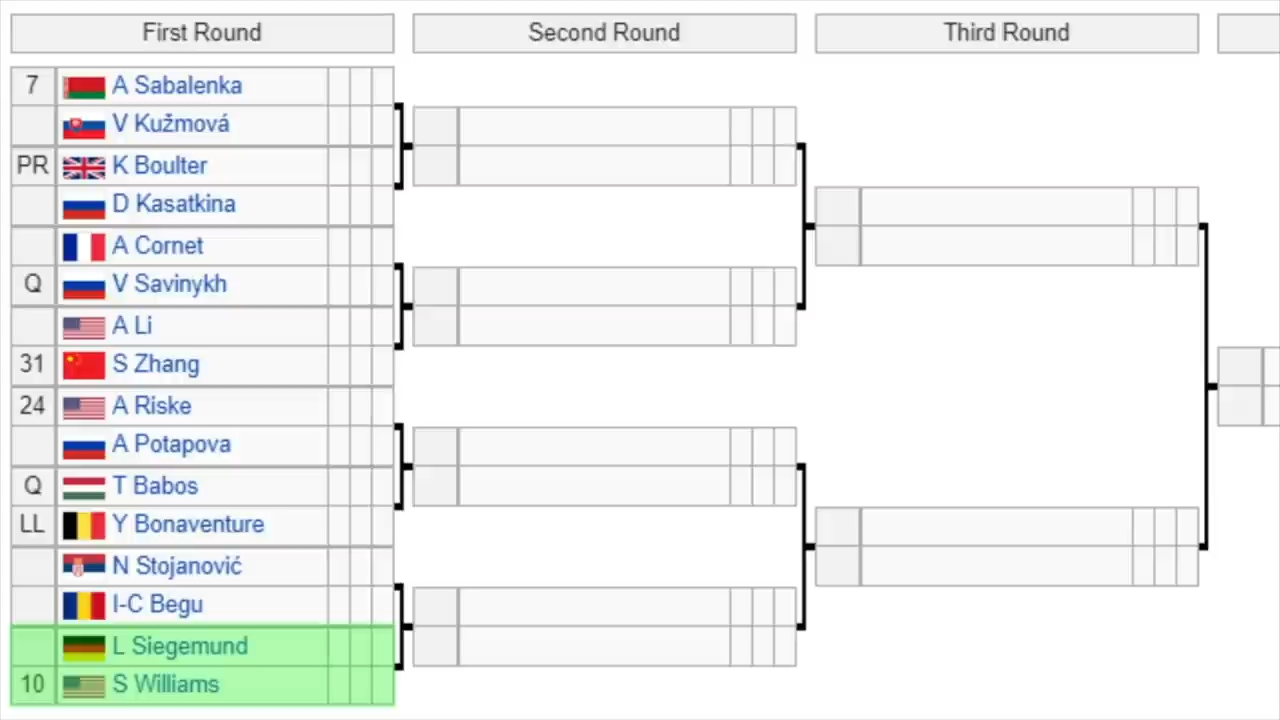 First Round Second Round Third Round
7 A Sabalenka
V Kužmová
PR K Boulter
D Kasatkina
A Cornet
Q V Savinykh
A Li
31 S Zhang
24 A Riske
A Potapova
Q T Babos
LL Y Bonaventure
N Stojanović
I-C Begu
L Siegemund
10 S Williams